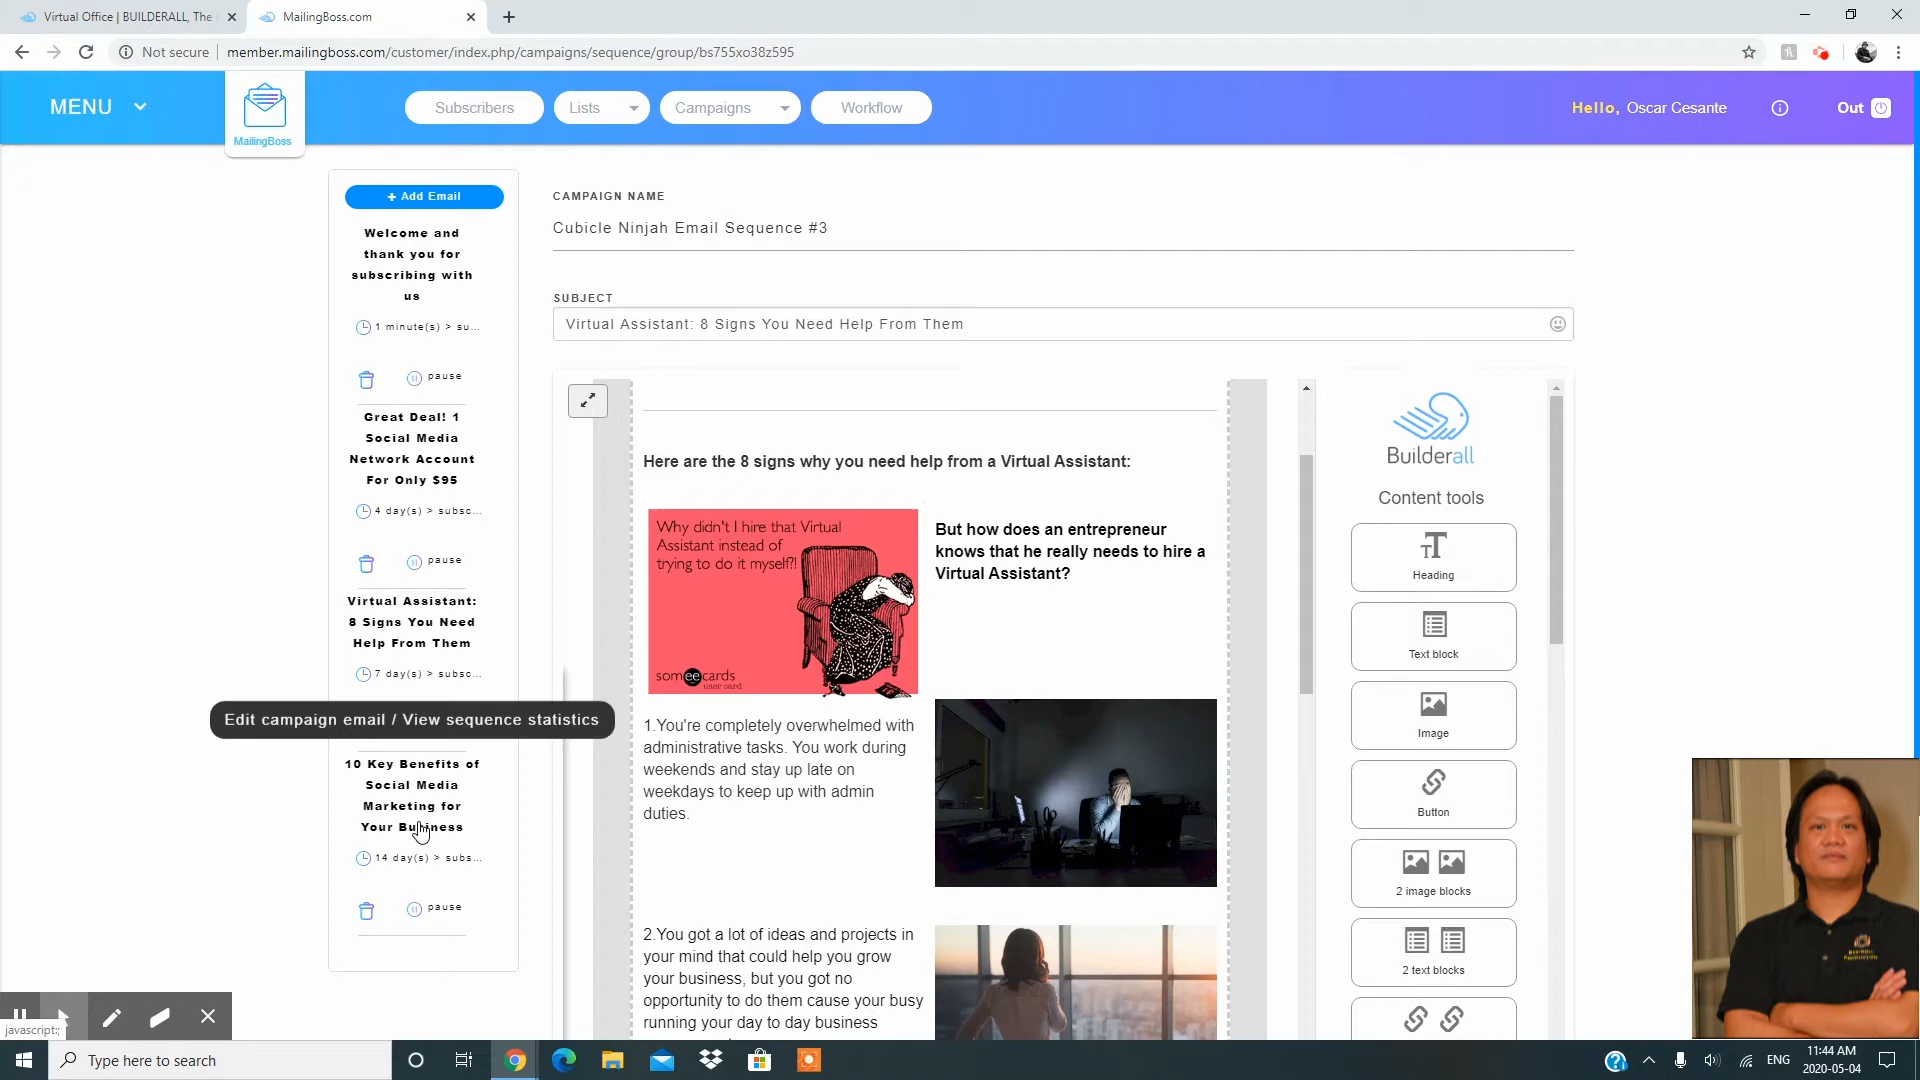 Virtual Office | BUILDERALL, The
MailingBoss.com
Not secure
member.mailingboss.com/customer/index.php/campaigns/sequence/group/bs755xo38z595
MENU
MailingBoss
Subscribers
Lists
Campaigns
Workflow
Hello, Oscar Cesante
Out
+ Add Email
Welcome and
thank you for
subscribing with
us
1 minute(s) > su...
pause
Great Deal! 1
Social Media
Network Account
For Only $95
4 day(s) > subsc...
pause
Virtual Assistant:
8 Signs You Need
Help From Them
7 day(s) > subsc...
Edit campaign email / View sequence statistics
10 Key Benefits of
Social Media
Marketing for
Your Business
14 day(s) > subs...
pause
CAMPAIGN NAME
Cubicle Ninjah Email Sequence #3
SUBJECT
Virtual Assistant: 8 Signs You Need Help From Them
Here are the 8 signs why you need help from a Virtual Assistant:
Why didn't I hire that Virtual
Assistant instead of
trying to do it myself?!
someecards
user card
But how does an entrepreneur
knows that he really needs to hire a
Virtual Assistant?
1.You're completely overwhelmed with
administrative tasks. You work during
weekends and stay up late on
weekdays to keep up with admin
duties.
2.You got a lot of ideas and projects in
your mind that could help you grow
your business, but you got no
opportunity to do them cause your busy
running your day to day business
Builderall
Content tools
Heading
Text block
Image
Button
2 image blocks
2 text blocks
javascript:;
Type here to search
ENG
11:44 AM
2020-05-04